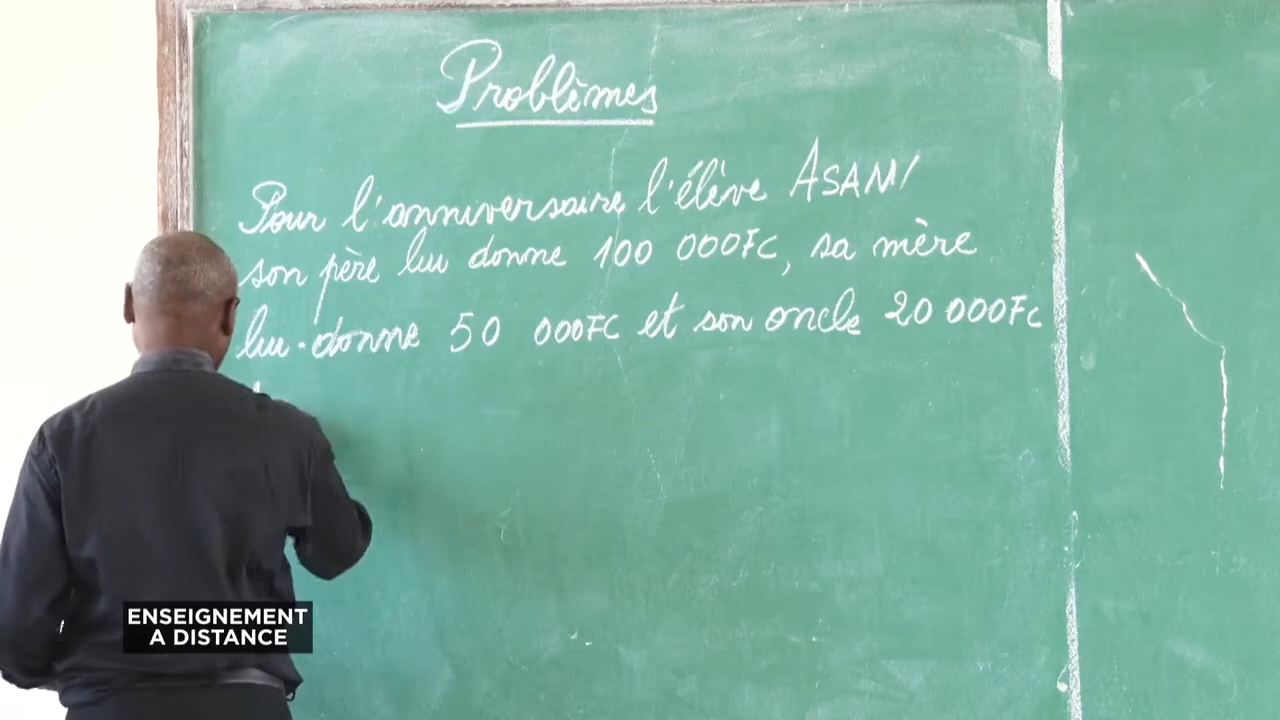 Problèmes
Pour l'anniversaire l'élève ASANI
son père lui donne 100 000FC, sa mère
lui donne 50 000FC et son oncle 20 000FC
ENSEIGNEMENT
A DISTANCE